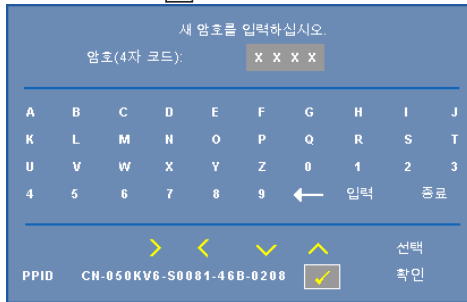 새 암호를 입력하십시오.
암호(4자 코드): X X X X
A B C D E F G H I J
K L M N O P Q R S T
U V W X Y Z 0 1 2 3
4 5 6 7 8 9 ← 입력 종료
선택
PPID CN-050KV6-S0081-46B-0208 확인